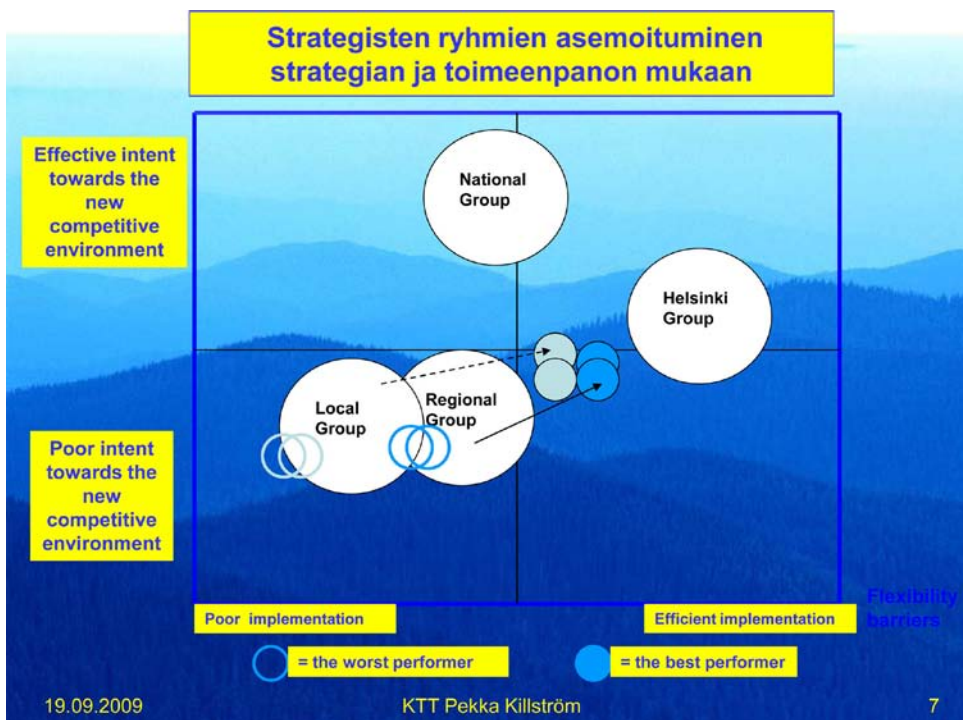 Strategisten ryhmien asemoituminen
strategian ja toimeenpanon mukaan
Effective intent
towards the
new
competitive
environment
National
Group
Helsinki
Group
Local
Group
Regional
Group
Poor intent
towards the
new
competitive
environment
Flexibility
barriers
Poor implementation
Efficient implementation
= the worst performer
= the best performer
19.09.2009
KTT Pekka Killström
7